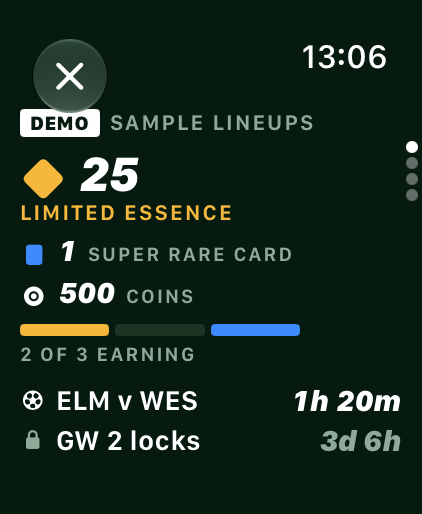 13:06
DEMO SAMPLE LINEUPS
25
LIMITED ESSENCE
1 SUPER RARE CARD
500 COINS
2 OF 3 EARNING
ELM v WES 1h 20m
GW 2 locks 3d 6h